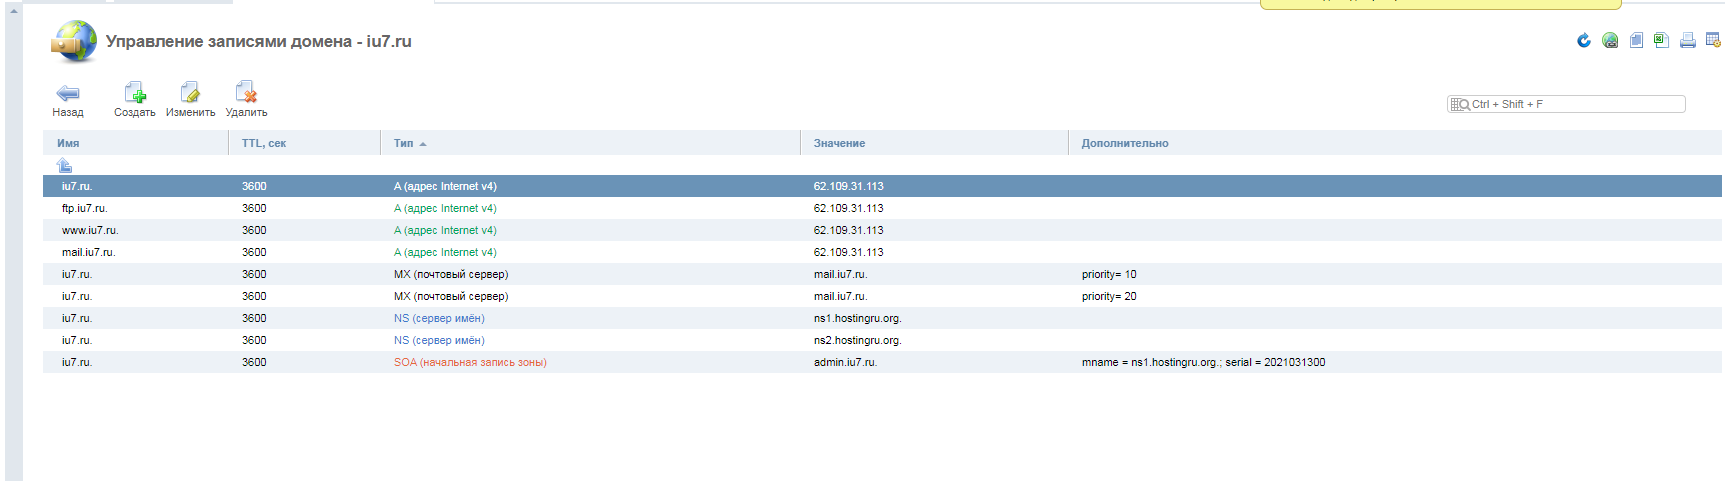 Управление записями домена - iu7.ru
Назад Создать Изменить Удалить
Ctrl + Shift + F
Имя TTL, сек Тип Значение Дополнительно
iu7.ru. 3600 A (адрес Internet v4) 62.109.31.113
ftp.iu7.ru. 3600 A (адрес Internet v4) 62.109.31.113
www.iu7.ru. 3600 A (адрес Internet v4) 62.109.31.113
mail.iu7.ru. 3600 A (адрес Internet v4) 62.109.31.113
iu7.ru. 3600 MX (почтовый сервер) mail.iu7.ru. priority= 10
iu7.ru. 3600 MX (почтовый сервер) mail.iu7.ru. priority= 20
iu7.ru. 3600 NS (сервер имён) ns1.hostingru.org.
iu7.ru. 3600 NS (сервер имён) ns2.hostingru.org.
iu7.ru. 3600 SOA (начальная запись зоны) admin.iu7.ru. mname = ns1.hostingru.org.; serial = 2021031300